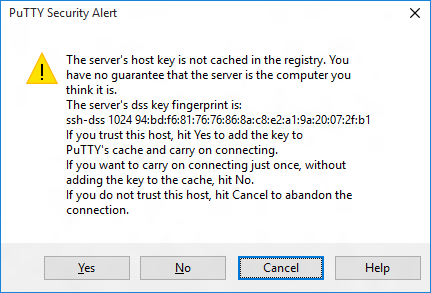 PuTTY Security Alert
The server's host key is not cached in the registry. You
have no guarantee that the server is the computer you
think it is.
The server's dss key fingerprint is:
ssh-dss 1024 94:bd:f6:81:76:76:86:8a:c8:e2:a1:9a:20:07:2f:b1
If you trust this host, hit Yes to add the key to
PuTTY's cache and carry on connecting.
If you want to carry on connecting just once, without
adding the key to the cache, hit No.
If you do not trust this host, hit Cancel to abandon the
connection.
Yes No Cancel Help